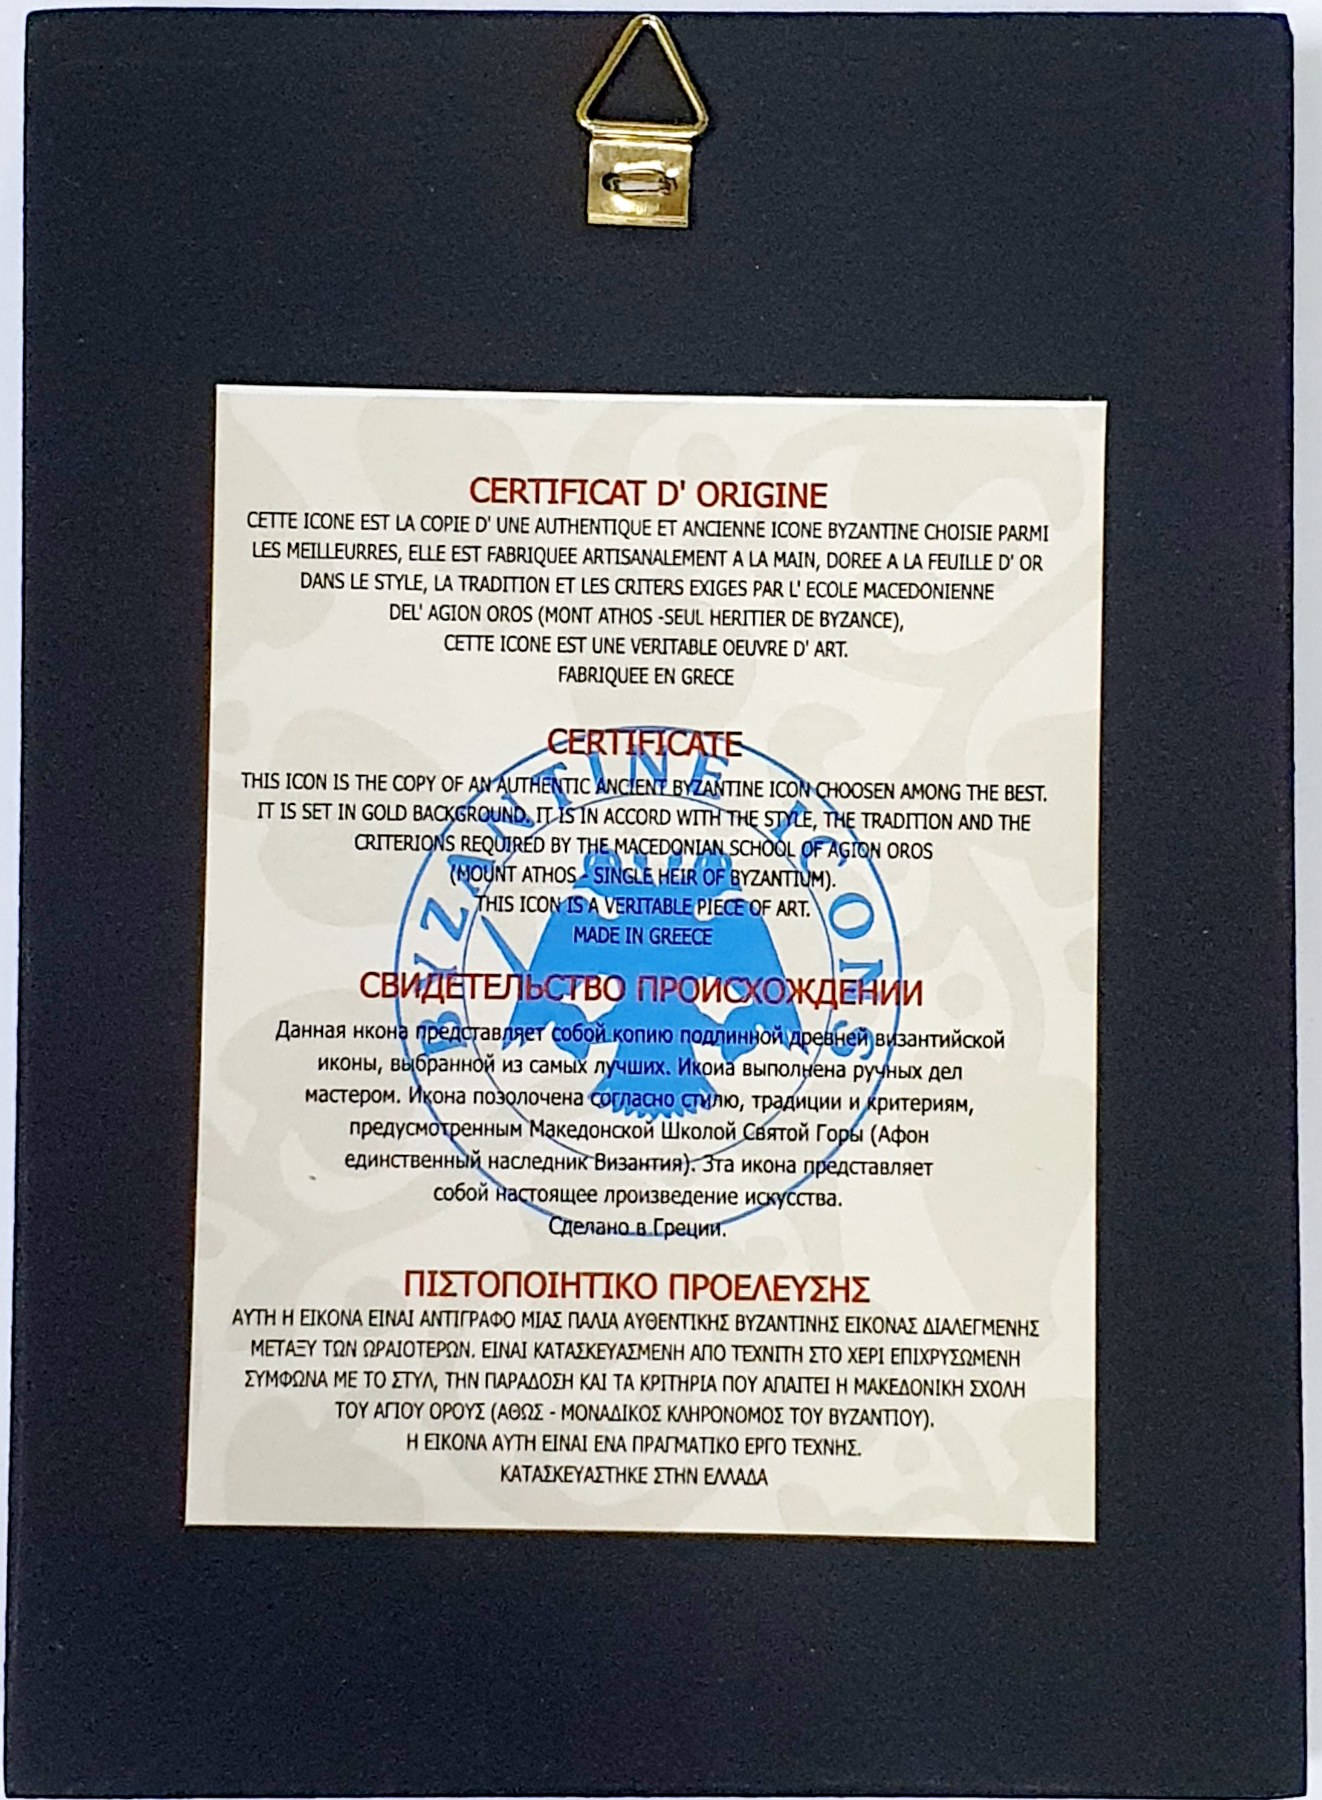 CERTIFICAT D' ORIGINE
CETTE ICONE EST LA COPIE D' UNE AUTHENTIQUE ET ANCIENNE ICONE BYZANTINE CHOISIE PARMI
LES MEILLEURRES, ELLE EST FABRIQUEE ARTISANALEMENT A LA MAIN, DOREE A LA FEUILLE D' OR
DANS LE STYLE, LA TRADITION ET LES CRITERS EXIGES PAR L' ECOLE MACEDONIENNE
DEL' AGION OROS (MONT ATHOS -SEUL HERITIER DE BYZANCE),
CETTE ICONE EST UNE VERITABLE OEUVRE D' ART.
FABRIQUEE EN GRECE
BYZANTINE ICONS
CERTIFICATE
THIS ICON IS THE COPY OF AN AUTHENTIC ANCIENT BYZANTINE ICON CHOOSEN AMONG THE BEST.
IT IS SET IN GOLD BACKGROUND. IT IS IN ACCORD WITH THE STYLE, THE TRADITION AND THE
CRITERIONS REQUIRED BY THE MACEDONIAN SCHOOL OF AGION OROS
(MOUNT ATHOS - SINGLE HEIR OF BYZANTIUM).
THIS ICON IS A VERITABLE PIECE OF ART.
MADE IN GREECE
СВИДЕТЕЛЬСТВО ПРОИСХОЖДЕНИИ
Данная нкона представляет собой копию подлинной древней византийской
иконы, выбранной из самых лучших. Икоиа выполнена ручных дел
мастером. Икона позолочена согласно стилю, традиции и критериям,
предусмотренным Македонской Школой Святой Горы (Афон
единственный наследник Византия). Зта икона представляет
собой настоящее лроизведение искусства.
Сделано в Греции.
ΠΙΣΤΟΠΟΙΗΤΙΚΟ ΠΡΟΕΛΕΥΣΗΣ
ΑΥΤΗ Η ΕΙΚΟΝΑ ΕΙΝΑΙ ΑΝΤΙΓΡΑΦΟ ΜΙΑΣ ΠΑΛΙΑ ΑΥΘΕΝΤΙΚΗΣ ΒΥΖΑΝΤΙΝΗΣ ΕΙΚΟΝΑΣ ΔΙΑΛΕΓΜΕΝΗΣ
ΜΕΤΑΞΥ ΤΩΝ ΩΡΑΙΟΤΕΡΩΝ. ΕΙΝΑΙ ΚΑΤΑΣΚΕΥΑΣΜΕΝΗ ΑΠΟ ΤΕΧΝΙΤΗ ΣΤΟ ΧΕΡΙ ΕΠΙΧΡΥΣΩΜΕΝΗ
ΣΥΜΦΩΝΑ ΜΕ ΤΟ ΣΤΥΛ, ΤΗΝ ΠΑΡΑΔΟΣΗ ΚΑΙ ΤΑ ΚΡΙΤΗΡΙΑ ΠΟΥ ΑΠΑΙΤΕΙ Η ΜΑΚΕΔΟΝΙΚΗ ΣΧΟΛΗ
ΤΟΥ ΑΓΙΟΥ ΟΡΟΥΣ (ΑΘΩΣ - ΜΟΝΑΔΙΚΟΣ ΚΛΗΡΟΝΟΜΟΣ ΤΟΥ ΒΥΖΑΝΤΙΟΥ).
Η ΕΙΚΟΝΑ ΑΥΤΗ ΕΙΝΑΙ ΕΝΑ ΠΡΑΓΜΑΤΙΚΟ ΕΡΓΟ ΤΕΧΝΗΣ.
ΚΑΤΑΣΚΕΥΑΣΤΗΚΕ ΣΤΗΝ ΕΛΛΑΔΑ